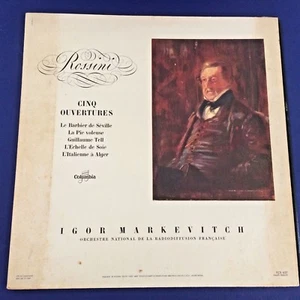 Rossini
CINQ
OUVERTURES
Le Barbier de Séville
La Pie voleuse
Guillaume Tell
L'Echelle de Soie
L'Italienne à Alger
Columbia
IGOR MARKEVITCH
ORCHESTRE NATIONAL DE LA RADIODIFFUSION FRANÇAISE